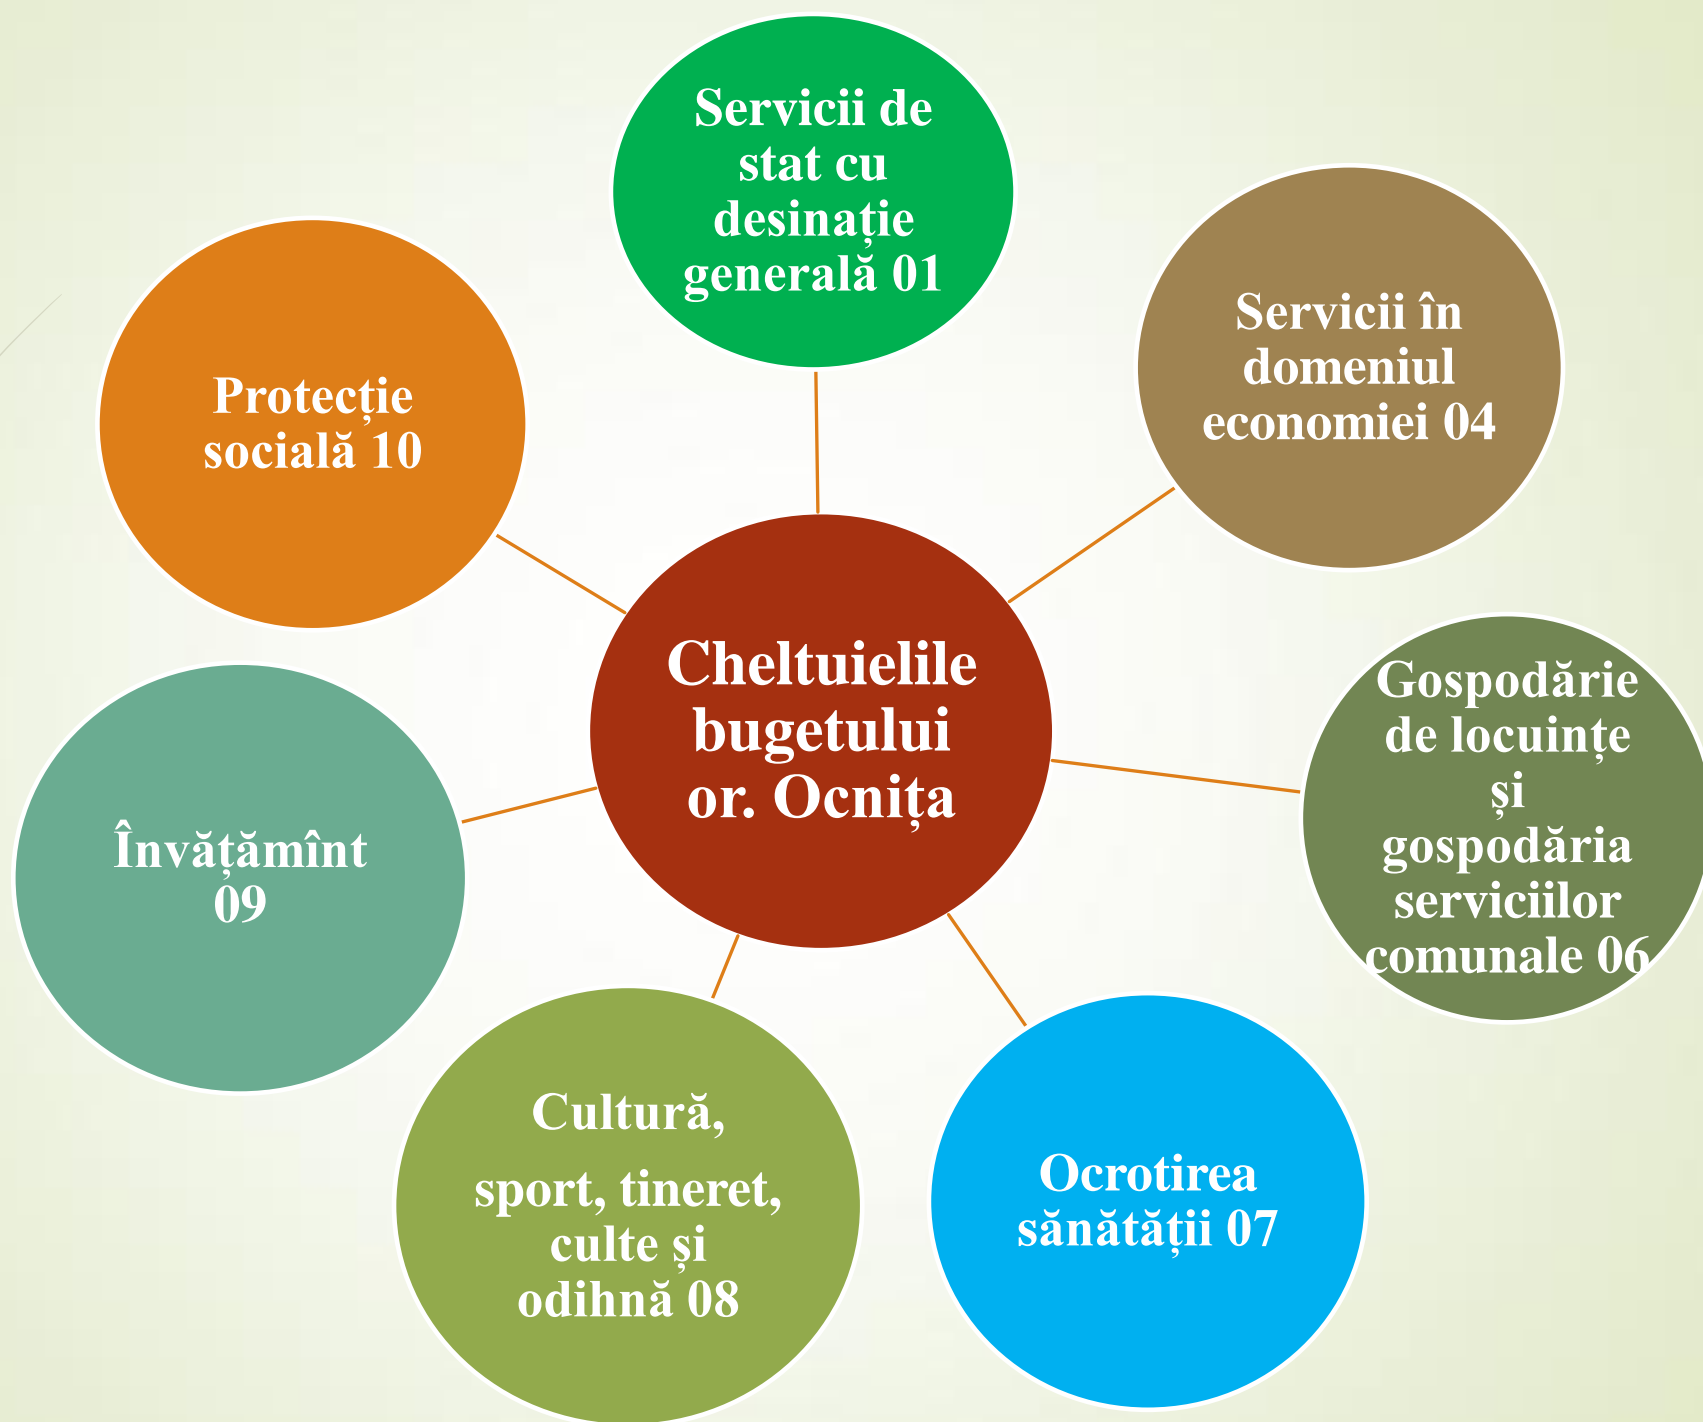 Servicii de
stat cu
desinație
generală 01
Servicii în
domeniul
economiei 04
Protecție
socială 10
Cheltuielile
bugetului
or. Ocnița
Gospodărie
de locuințe
și
gospodăria
serviciilor
comunale 06
Învățămînt
09
Cultură,
sport, tineret,
culte și
odihnă 08
Ocrotirea
sănătății 07